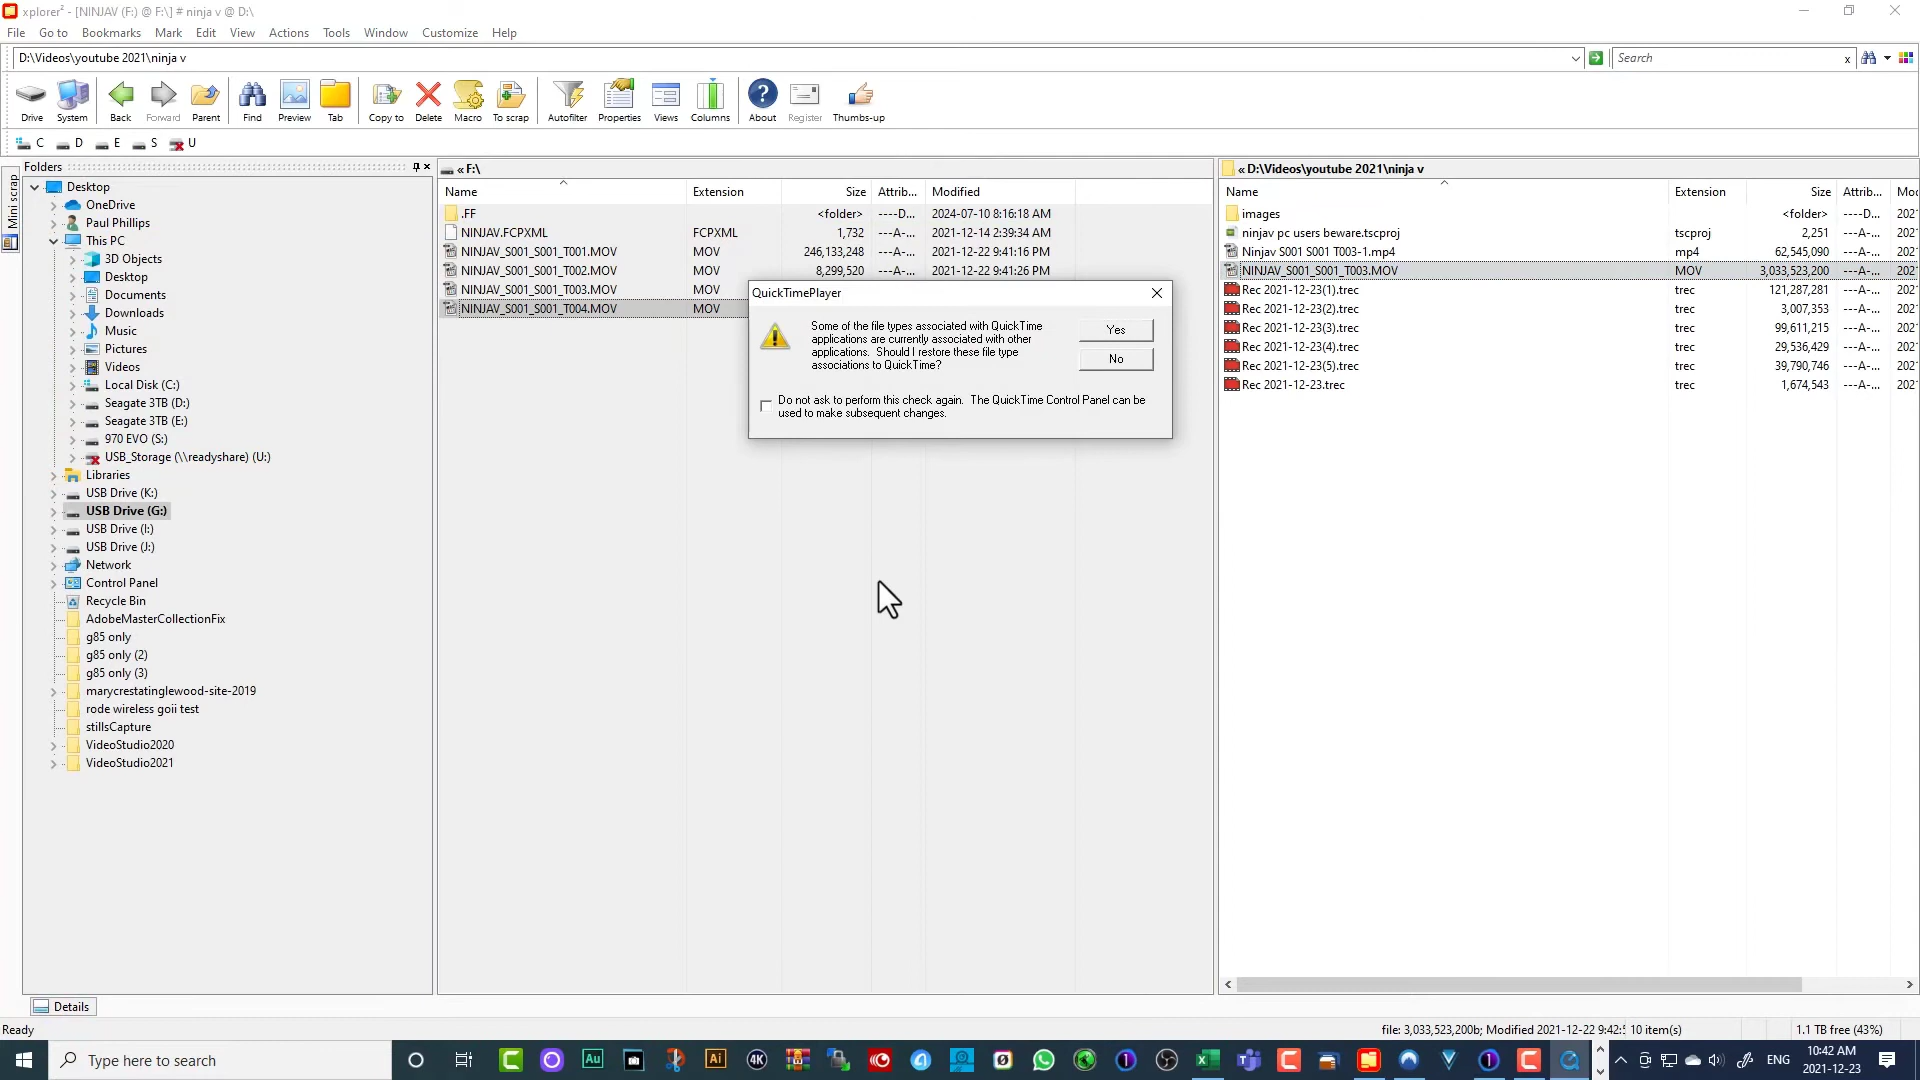 xplorer² - [NINJAV (F:) @ F:\] # ninja v @ D:\
File Go to Bookmarks Mark Edit View Actions Tools Window Customize Help
D:\Videos\youtube 2021\ninja v
Search x
Drive System Back Forward Parent Find Preview Tab Copy to Delete Macro To scrap Autofilter Properties Views Columns About Register Thumbs-up
C D E S U
Mini scrap
Folders
Desktop
OneDrive
Paul Phillips
This PC
3D Objects
Desktop
Documents
Downloads
Music
Pictures
Videos
Local Disk (C:)
Seagate 3TB (D:)
Seagate 3TB (E:)
970 EVO (S:)
USB_Storage (\\readyshare) (U:)
Libraries
USB Drive (K:)
USB Drive (G:)
USB Drive (I:)
USB Drive (J:)
Network
Control Panel
Recycle Bin
AdobeMasterCollectionFix
g85 only
g85 only (2)
g85 only (3)
marycrestatinglewood-site-2019
rode wireless goii test
stillsCapture
VideoStudio2020
VideoStudio2021
Details
« F:\
Name Extension Size Attrib... Modified
.FF <folder> ----D... 2024-07-10 8:16:18 AM
NINJAV.FCPXML FCPXML 1,732 ---A-... 2021-12-14 2:39:34 AM
NINJAV_S001_S001_T001.MOV MOV 246,133,248 ---A-... 2021-12-22 9:41:16 PM
NINJAV_S001_S001_T002.MOV MOV 8,299,520 ---A-... 2021-12-22 9:41:26 PM
NINJAV_S001_S001_T003.MOV MOV
NINJAV_S001_S001_T004.MOV MOV
QuickTimePlayer
Some of the file types associated with QuickTime
applications are currently associated with other
applications. Should I restore these file type
associations to QuickTime?
Yes
No
Do not ask to perform this check again. The QuickTime Control Panel can be
used to make subsequent changes.
« D:\Videos\youtube 2021\ninja v
Name Extension Size Attrib... Moc
images <folder> ----D... 202
ninjav pc users beware.tscproj tscproj 2,251 ---A-... 202
Ninjav S001 S001 T003-1.mp4 mp4 62,545,090 ---A-... 202
NINJAV_S001_S001_T003.MOV MOV 3,033,523,200 ---A-... 202
Rec 2021-12-23(1).trec trec 121,287,281 ---A-... 202
Rec 2021-12-23(2).trec trec 3,007,353 ---A-... 202
Rec 2021-12-23(3).trec trec 99,611,215 ---A-... 202
Rec 2021-12-23(4).trec trec 29,536,429 ---A-... 202
Rec 2021-12-23(5).trec trec 39,790,746 ---A-... 202
Rec 2021-12-23.trec trec 1,674,543 ---A-... 202
Ready
file: 3,033,523,200b; Modified 2021-12-22 9:42: 10 item(s) 1.1 TB free (43%)
Type here to search
Au Ai 4K
ENG
10:42 AM
2021-12-23